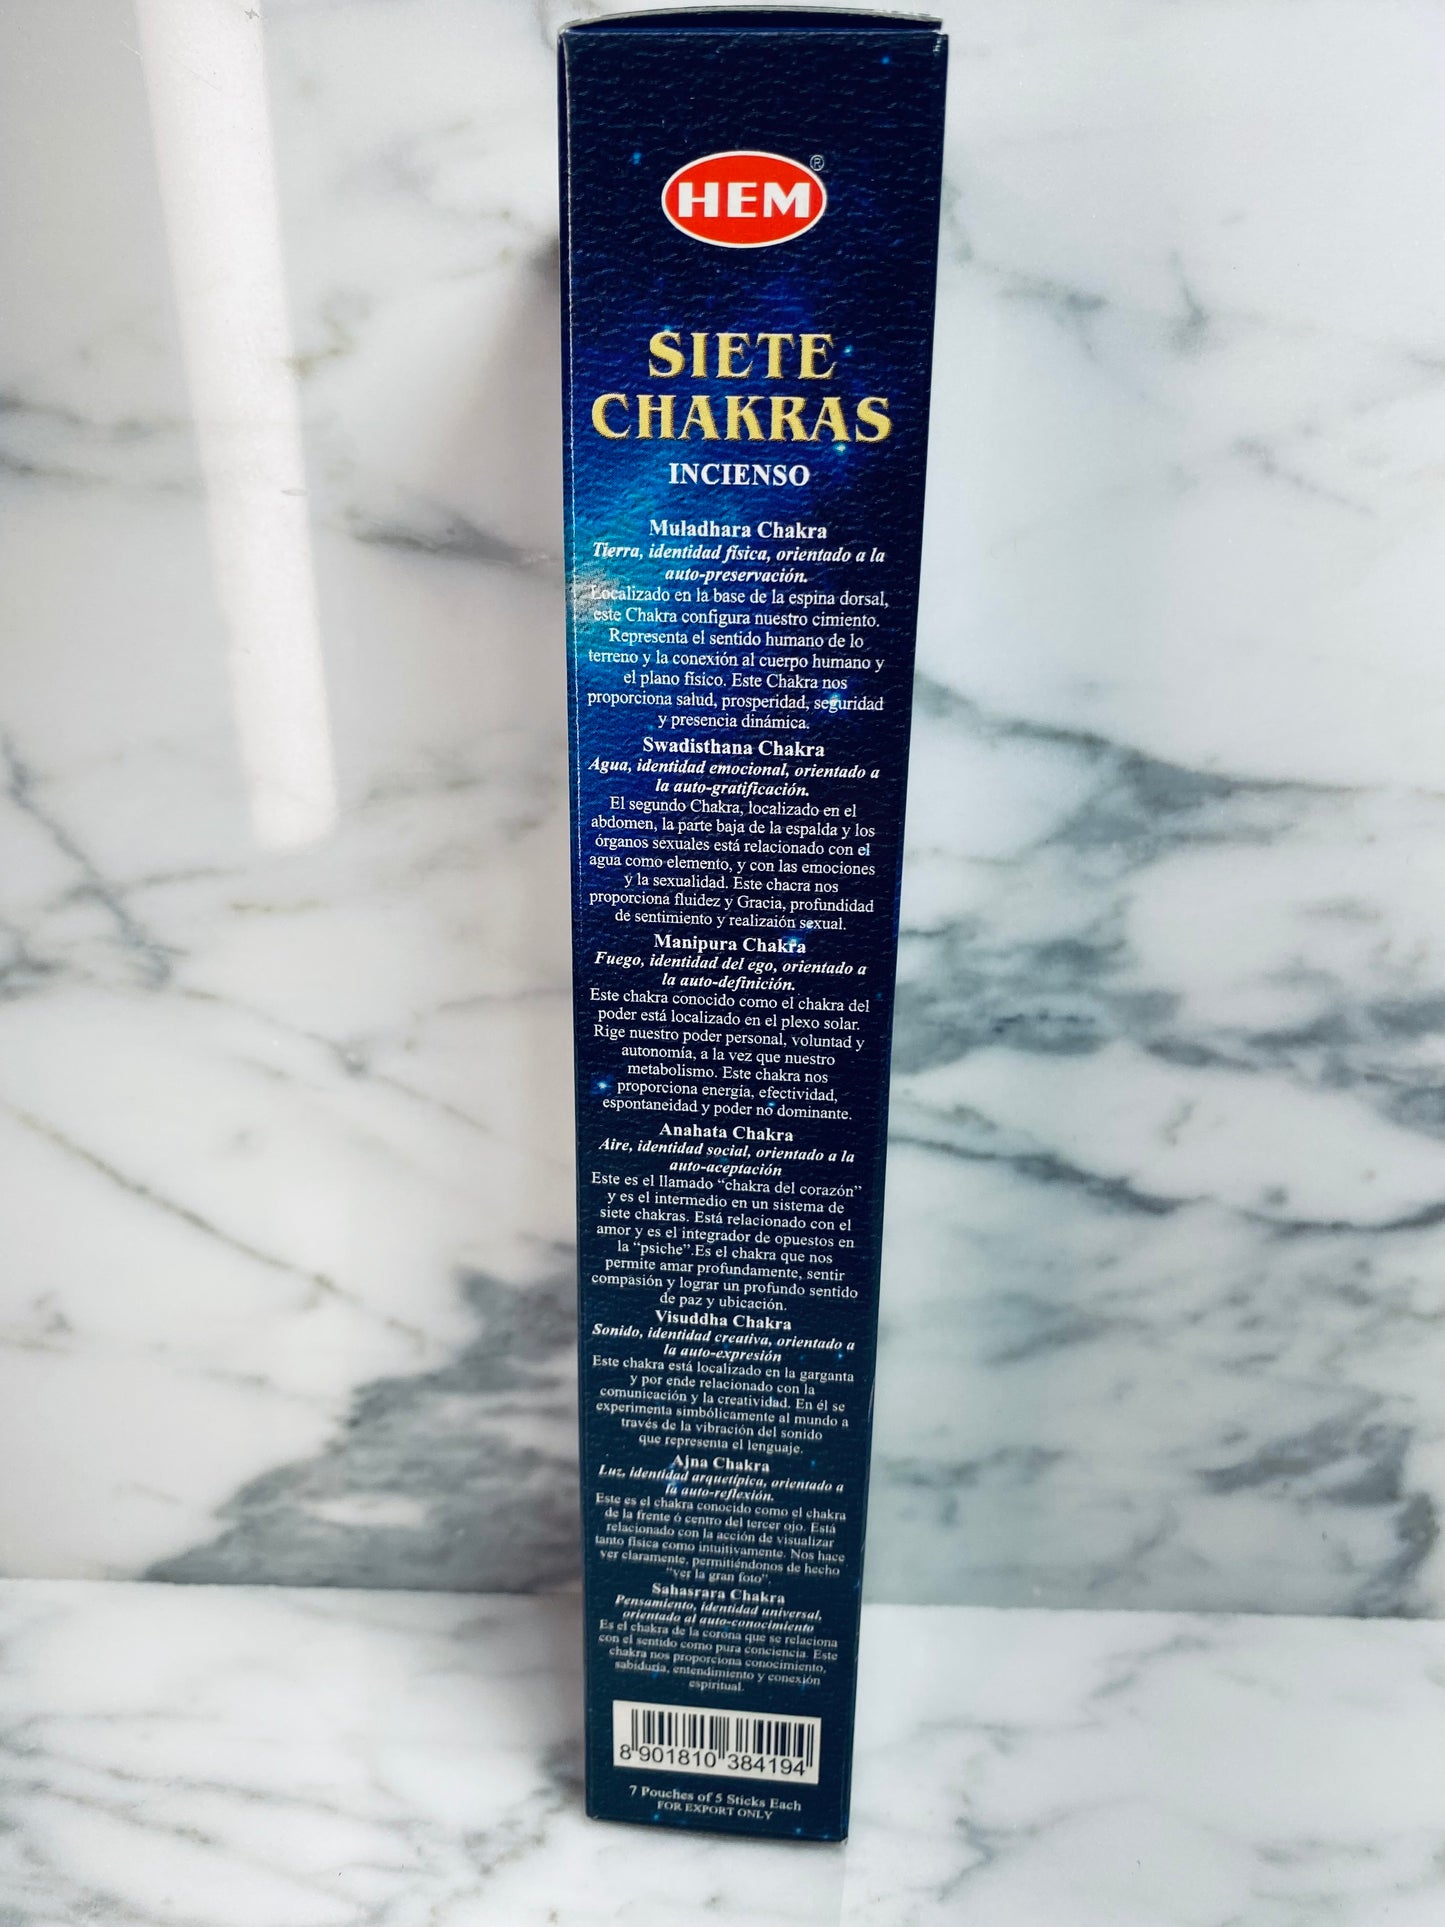 HEM®
SIETE
CHAKRAS
INCIENSO
Muladhara Chakra
Tierra, identidad física, orientado a la
auto-preservación.
Localizado en la base de la espina dorsal,
este Chakra configura nuestro cimiento.
Representa el sentido humano de lo
terreno y la conexión al cuerpo humano y
el plano físico. Este Chakra nos
proporciona salud, prosperidad, seguridad
y presencia dinámica.
Swadisthana Chakra
Agua, identidad emocional, orientado a
la auto-gratificación.
El segundo Chakra, localizado en el
abdomen, la parte baja de la espalda y los
órganos sexuales está relacionado con el
agua como elemento, y con las emociones
y la sexualidad. Este chacra nos
proporciona fluidez y Gracia, profundidad
de sentimiento y realizaión sexual.
Manipura Chakra
Fuego, identidad del ego, orientado a
la auto-definición.
Este chakra conocido como el chakra del
poder está localizado en el plexo solar.
Rige nuestro poder personal, voluntad y
autonomía, a la vez que nuestro
metabolismo. Este chakra nos
proporciona energia, efectividad,
espontaneidad y poder no dominante.
Anahata Chakra
Aire, identidad social, orientado a la
auto-aceptación
Este es el llamado “chakra del corazón”
y es el intermedio en un sistema de
siete chakras. Está relacionado con el
amor y es el integrador de opuestos en
la “psiche”.Es el chakra que nos
permite amar profundamente, sentir
compasión y lograr un profundo sentido
de paz y ubicación.
Visuddha Chakra
Sonido, identidad creativa, orientado a
la auto-expresión
Este chakra está localizado en la garganta
y por ende relacionado con la
comunicación y la creatividad. En él se
experimenta simbólicamente al mundo a
través de la vibración del sonido
que representa el lenguaje.
Ajna Chakra
Luz, identidad arquetípica, orientado a
la auto-reflexión.
Este es el chakra conocido como el chakra
de la frente ó centro del tercer ojo. Está
relacionado con la acción de visualizar
tanto física como intuitivamente. Nos hace
ver claramente, permitiéndonos de hecho
“ver la gran foto”.
Sahasrara Chakra
Pensamiento, identidad universal,
orientado al auto-conocimiento
Es el chakra de la corona que se relaciona
con el sentido como pura conciencia. Este
chakra nos proporciona conocimiento,
sabiduria, entendimiento y conexión
espiritual.
8 901810 384194
7 Pouches of 5 Sticks Each
FOR EXPORT ONLY